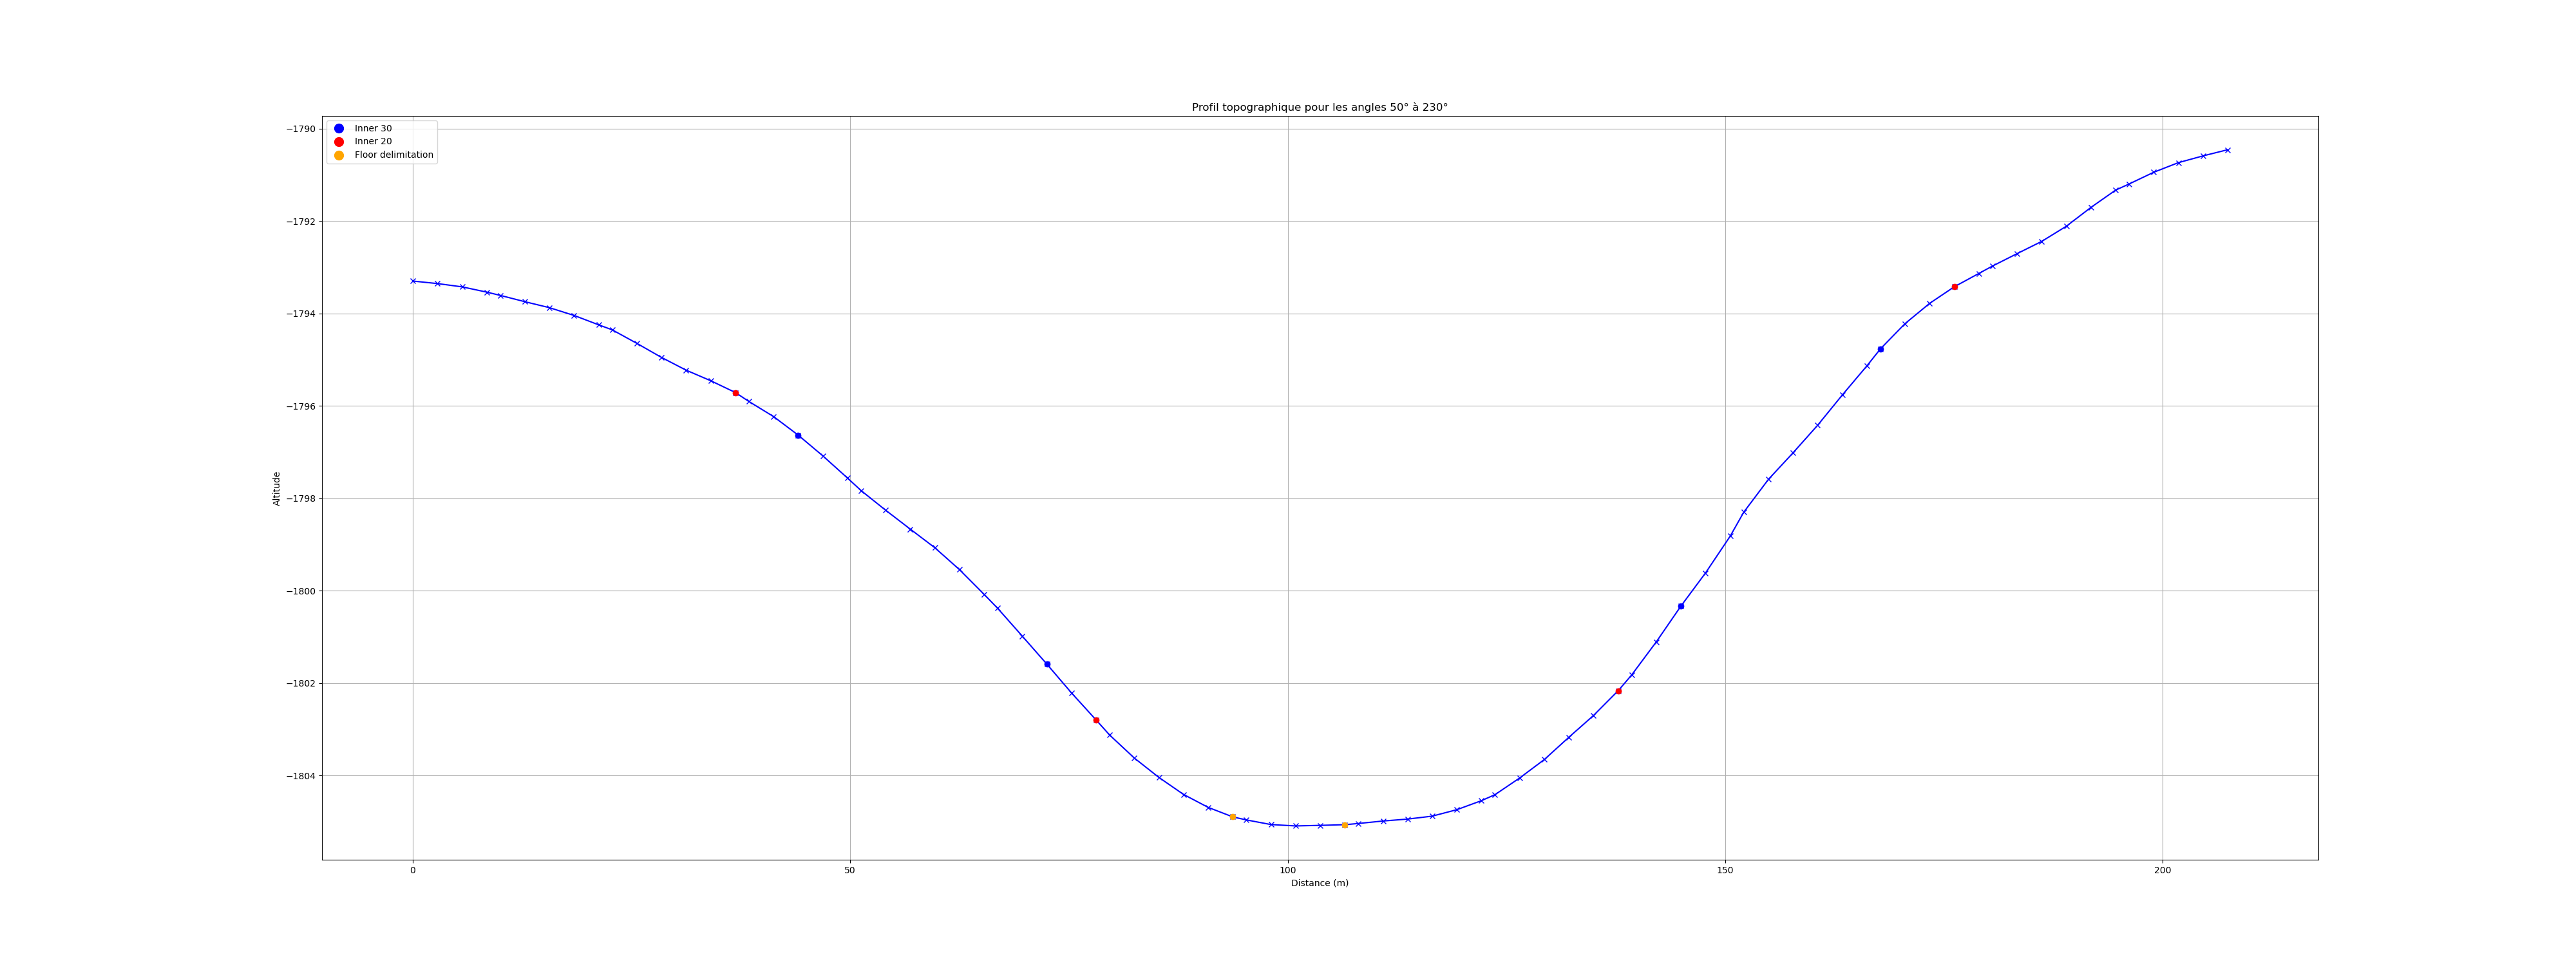 Profil topographique pour les angles 50° à 230°
Inner 30
Inner 20
Floor delimitation
−1790
−1792
−1794
−1796
−1798
−1800
−1802
−1804
Altitude
0
50
100
150
200
Distance (m)